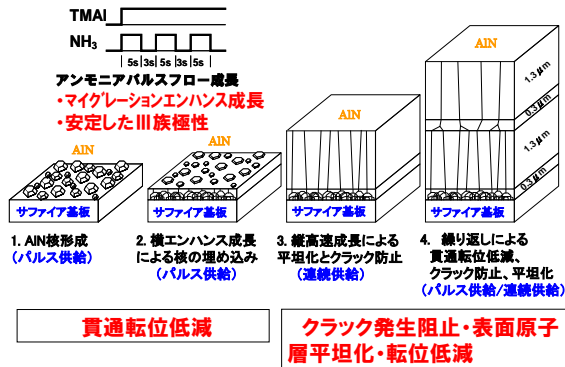 TMAl
NH3
5s 3s 5s 3s 5s
アンモニアパルスフロー成長
・マイグレーションエンハンス成長
・安定したⅢ族極性
AlN
サファイア基板
1. AlN核形成
(パルス供給)
AlN
サファイア基板
2. 横エンハンス成長
による核の埋め込み
(パルス供給)
AlN
サファイア基板
3. 縦高速成長による
平坦化とクラック防止
(連続供給)
AlN
1.3μm
0.3μm
1.3μm
0.3μm
サファイア基板
4. 繰り返しによる
貫通転位低減、
クラック防止、平坦化
(パルス供給/連続供給)
貫通転位低減
クラック発生阻止・表面原子
層平坦化・転位低減